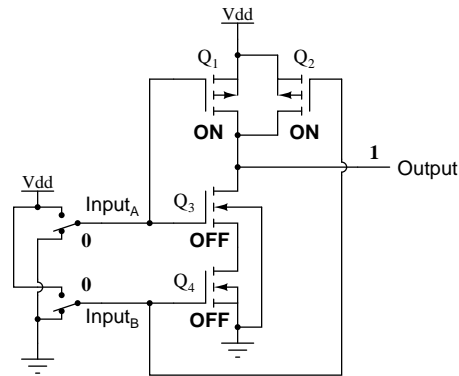 Vdd
Q1 Q2
ON ON
1
Output
Vdd
InputA
Q3
0
OFF
0
Q4
InputB
OFF